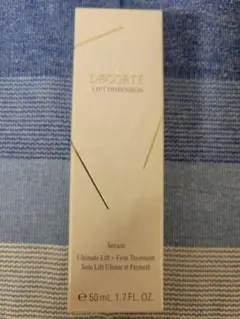 DECORTÉ
LIFT DIMENSION
Serum
Ultimate Lift + Firm Treatment
Soin Lift Ultime et Fermeté
℮ 50 mL 1.7 FL. OZ.